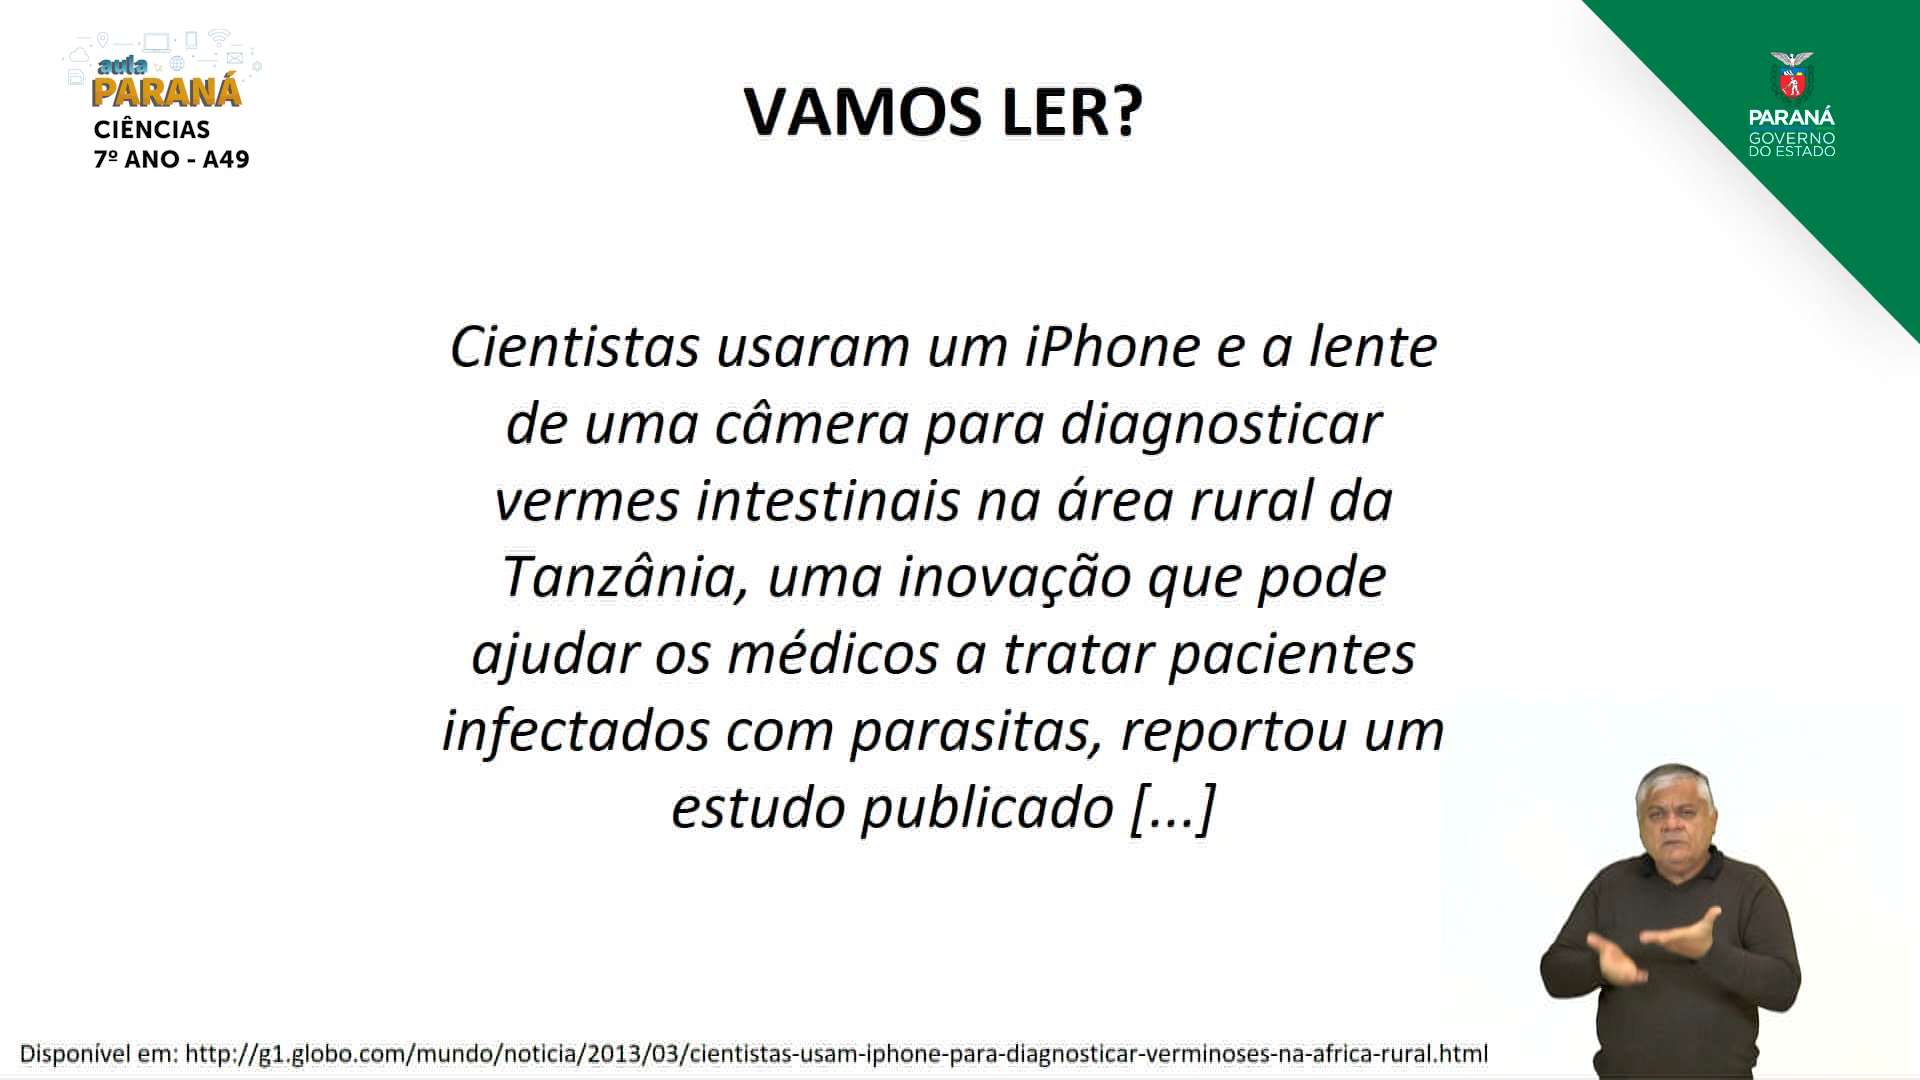 aula
PARANÁ
CIÊNCIAS
7º ANO - A49
VAMOS LER?
PARANÁ
GOVERNO
DO ESTADO
Cientistas usaram um iPhone e a lente
de uma câmera para diagnosticar
vermes intestinais na área rural da
Tanzânia, uma inovação que pode
ajudar os médicos a tratar pacientes
infectados com parasitas, reportou um
estudo publicado [...]
Disponível em: http://g1.globo.com/mundo/noticia/2013/03/cientistas-usam-iphone-para-diagnosticar-verminoses-na-africa-rural.html